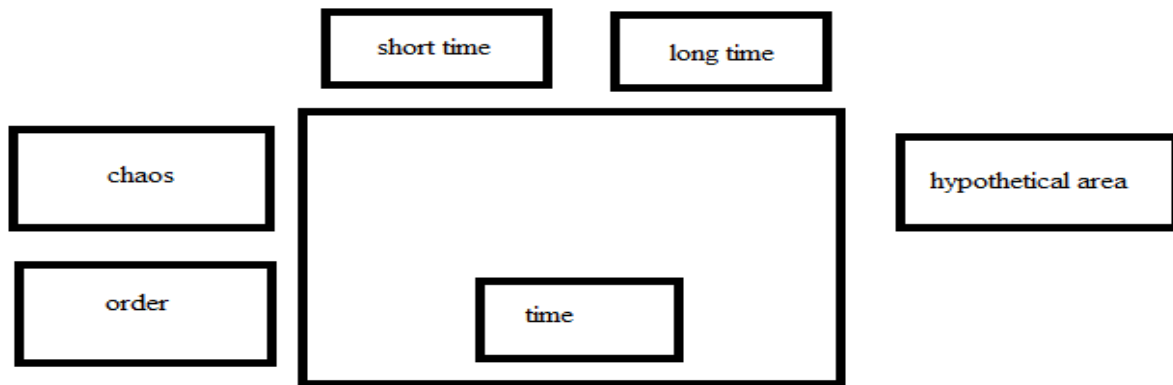 short time
long time
chaos
hypothetical area
order
time